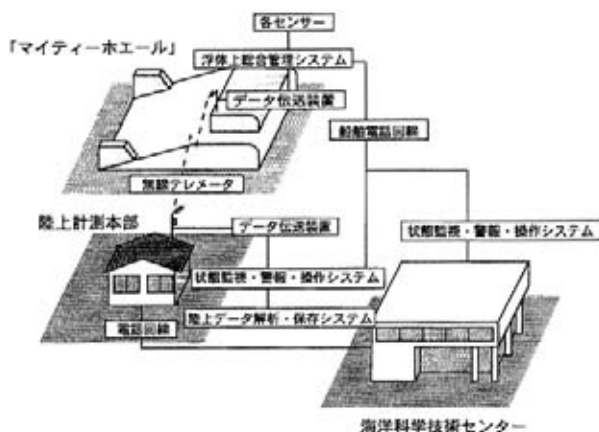 各センサー
「マイティーホエール」
浮体上総合管理システム
データ伝送装置
船舶電話回線
無線テレメータ
陸上計測本部
データ伝送装置
状態監視・警報・操作システム
状態監視・警報・操作システム
陸上データ解析・保存システム
電話回線
海洋科学技術センター